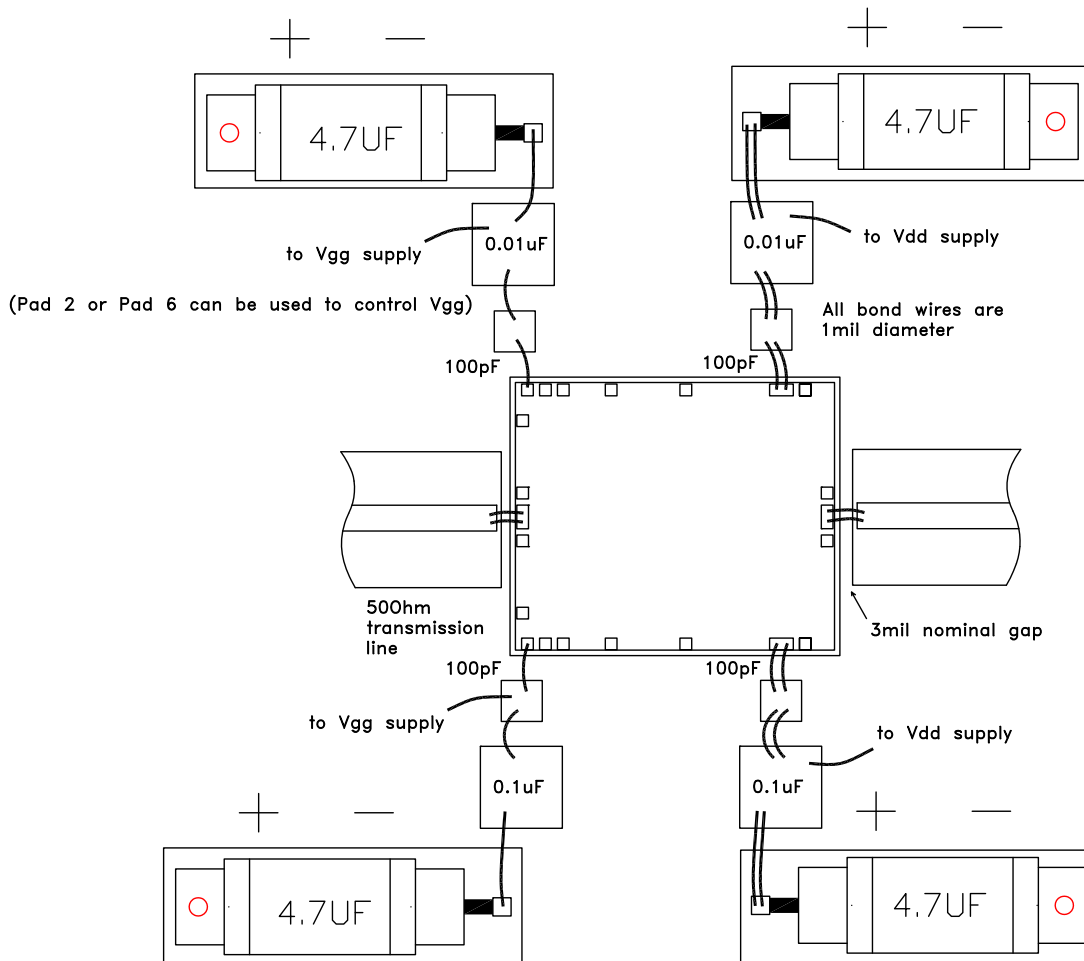 + −
+ −
4.7UF
4.7UF
0.01uF
0.01uF
to Vgg supply
to Vdd supply
(Pad 2 or Pad 6 can be used to control Vgg)
All bond wires are
1mil diameter
100pF
100pF
50Ohm
transmission
line
3mil nominal gap
100pF
100pF
to Vgg supply
to Vdd supply
0.1uF
0.1uF
+ −
+ −
4.7UF
4.7UF